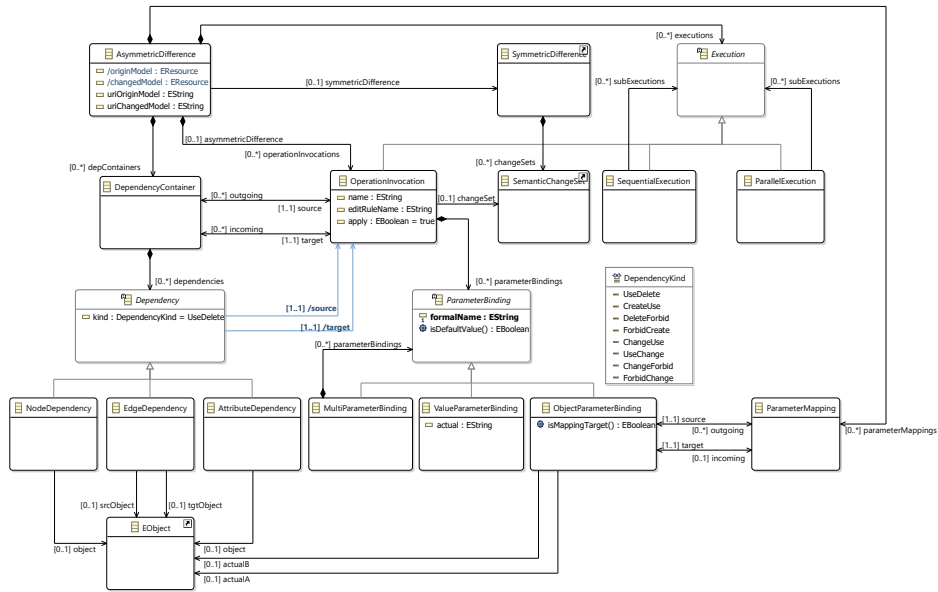 [0..*] executions
AsymmetricDifference
/originModel : EResource
/changedModel : EResource
uriOriginModel : EString
uriChangedModel : EString
[0..1] symmetricDifference
SymmetricDifference
Execution
[0..*] subExecutions
[0..*] subExecutions
[0..1] asymmetricDifference
[0..*] operationInvocations
[0..*] depContainers
[0..*] changeSets
DependencyContainer
[0..*] outgoing
[1..1] source
[0..*] incoming
[1..1] target
OperationInvocation
name : EString
editRuleName : EString
apply : EBoolean = true
[0..1] changeSet
SemanticChangeSet
SequentialExecution
ParallelExecution
[0..*] dependencies
[0..*] parameterBindings
Dependency
kind : DependencyKind = UseDelete
[1..1] /source
[1..1] /target
ParameterBinding
formalName : EString
isDefaultValue() : EBoolean
[0..*] parameterBindings
DependencyKind
UseDelete
CreateUse
DeleteForbid
ForbidCreate
ChangeUse
UseChange
ChangeForbid
ForbidChange
NodeDependency
EdgeDependency
AttributeDependency
MultiParameterBinding
ValueParameterBinding
actual : EString
ObjectParameterBinding
isMappingTarget() : EBoolean
[1..1] source
[0..*] outgoing
[1..1] target
[0..1] incoming
ParameterMapping
[0..*] parameterMappings
[0..1] srcObject
[0..1] tgtObject
EObject
[0..1] object
[0..1] object
[0..1] actualB
[0..1] actualA